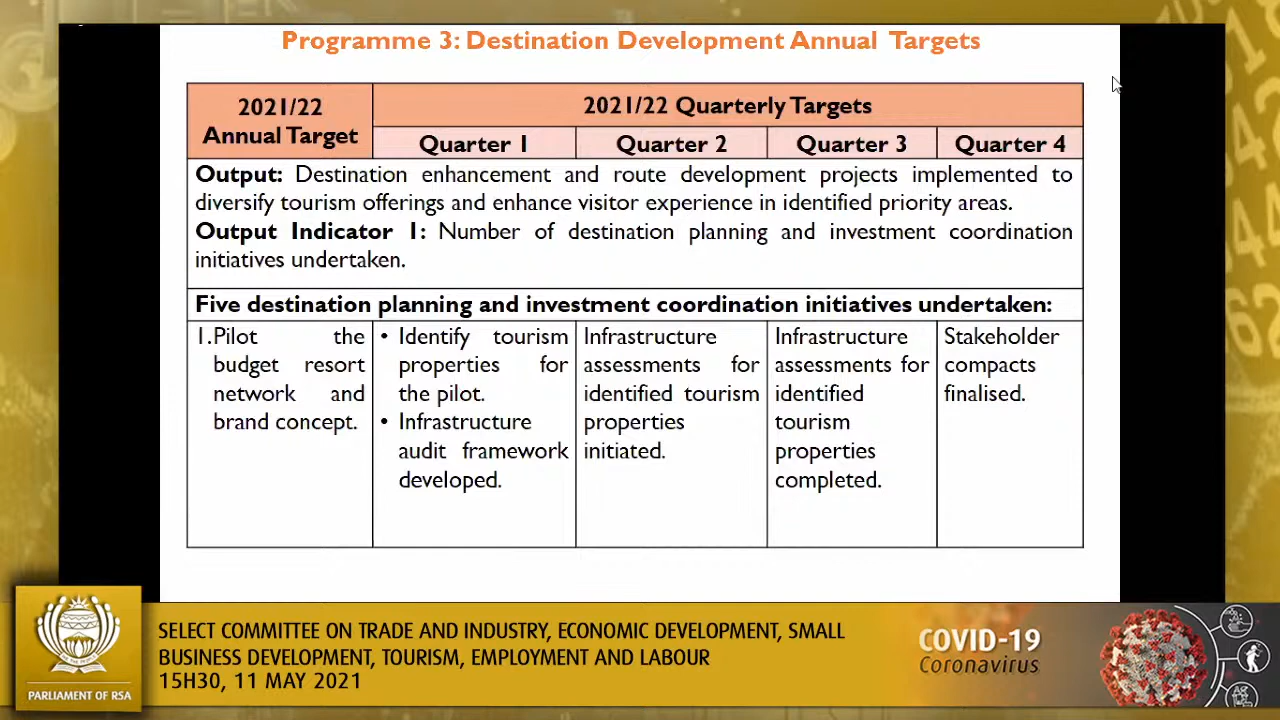 Programme 3: Destination Development Annual Targets
2021/22
Annual Target
2021/22 Quarterly Targets
Quarter 1
Quarter 2
Quarter 3
Quarter 4
Output: Destination enhancement and route development projects implemented to
diversify tourism offerings and enhance visitor experience in identified priority areas.
Output Indicator 1: Number of destination planning and investment coordination
initiatives undertaken.
Five destination planning and investment coordination initiatives undertaken:
1. Pilot the
budget resort
network and
brand concept.
• Identify tourism
properties for
the pilot.
• Infrastructure
audit framework
developed.
Infrastructure
assessments for
identified tourism
properties
initiated.
Infrastructure
assessments for
identified
tourism
properties
completed.
Stakeholder
compacts
finalised.
PARLIAMENT OF RSA
SELECT COMMITTEE ON TRADE AND INDUSTRY, ECONOMIC DEVELOPMENT, SMALL
BUSINESS DEVELOPMENT, TOURISM, EMPLOYMENT AND LABOUR
15H30, 11 MAY 2021
COVID-19
Coronavirus